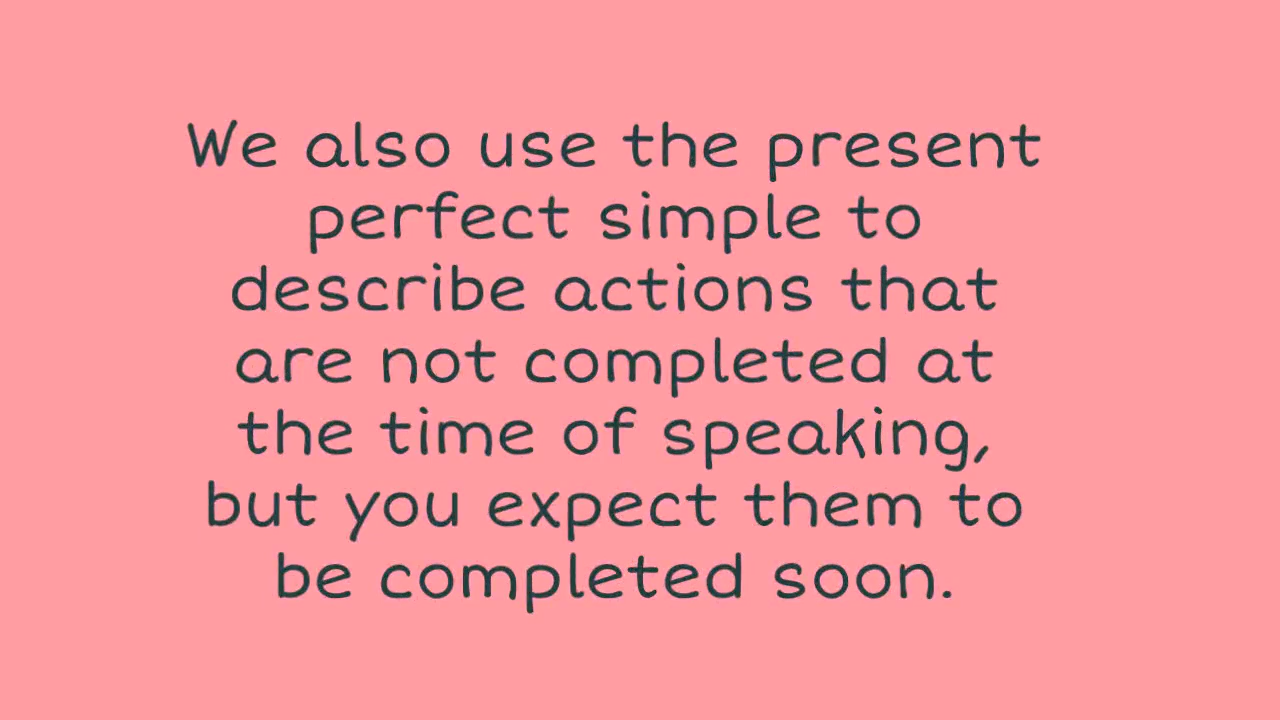 We also use the present
perfect simple to
describe actions that
are not completed at
the time of speaking,
but you expect them to
be completed soon.